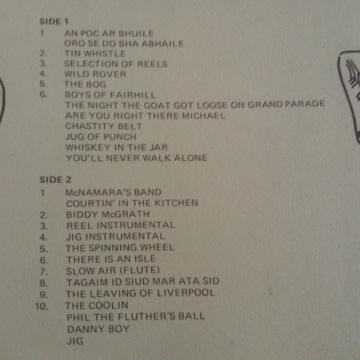 SIDE 1
1 AN POC AR BHUILE
ORO SE DO BHA ABHAILE
2. TIN WHISTLE
3. SELECTION OF REELS
4. WILD ROVER
5. THE BOG
6. BOYS OF FAIRHILL
THE NIGHT THE GOAT GOT LOOSE ON GRAND PARADE
ARE YOU RIGHT THERE MICHAEL
CHASTITY BELT
JUG OF PUNCH
WHISKEY IN THE JAR
YOU'LL NEVER WALK ALONE
SIDE 2
1 McNAMARA'S BAND
COURTIN' IN THE KITCHEN
2. BIDDY McGRATH
3. REEL INSTRUMENTAL
4. JIG INSTRUMENTAL
5. THE SPINNING WHEEL
6. THERE IS AN ISLE
7. SLOW AIR (FLUTE)
8. TAGAIM ID SIUD MAR ATA SID
9. THE LEAVING OF LIVERPOOL
10. THE COOLIN
PHIL THE FLUTHER'S BALL
DANNY BOY
JIG